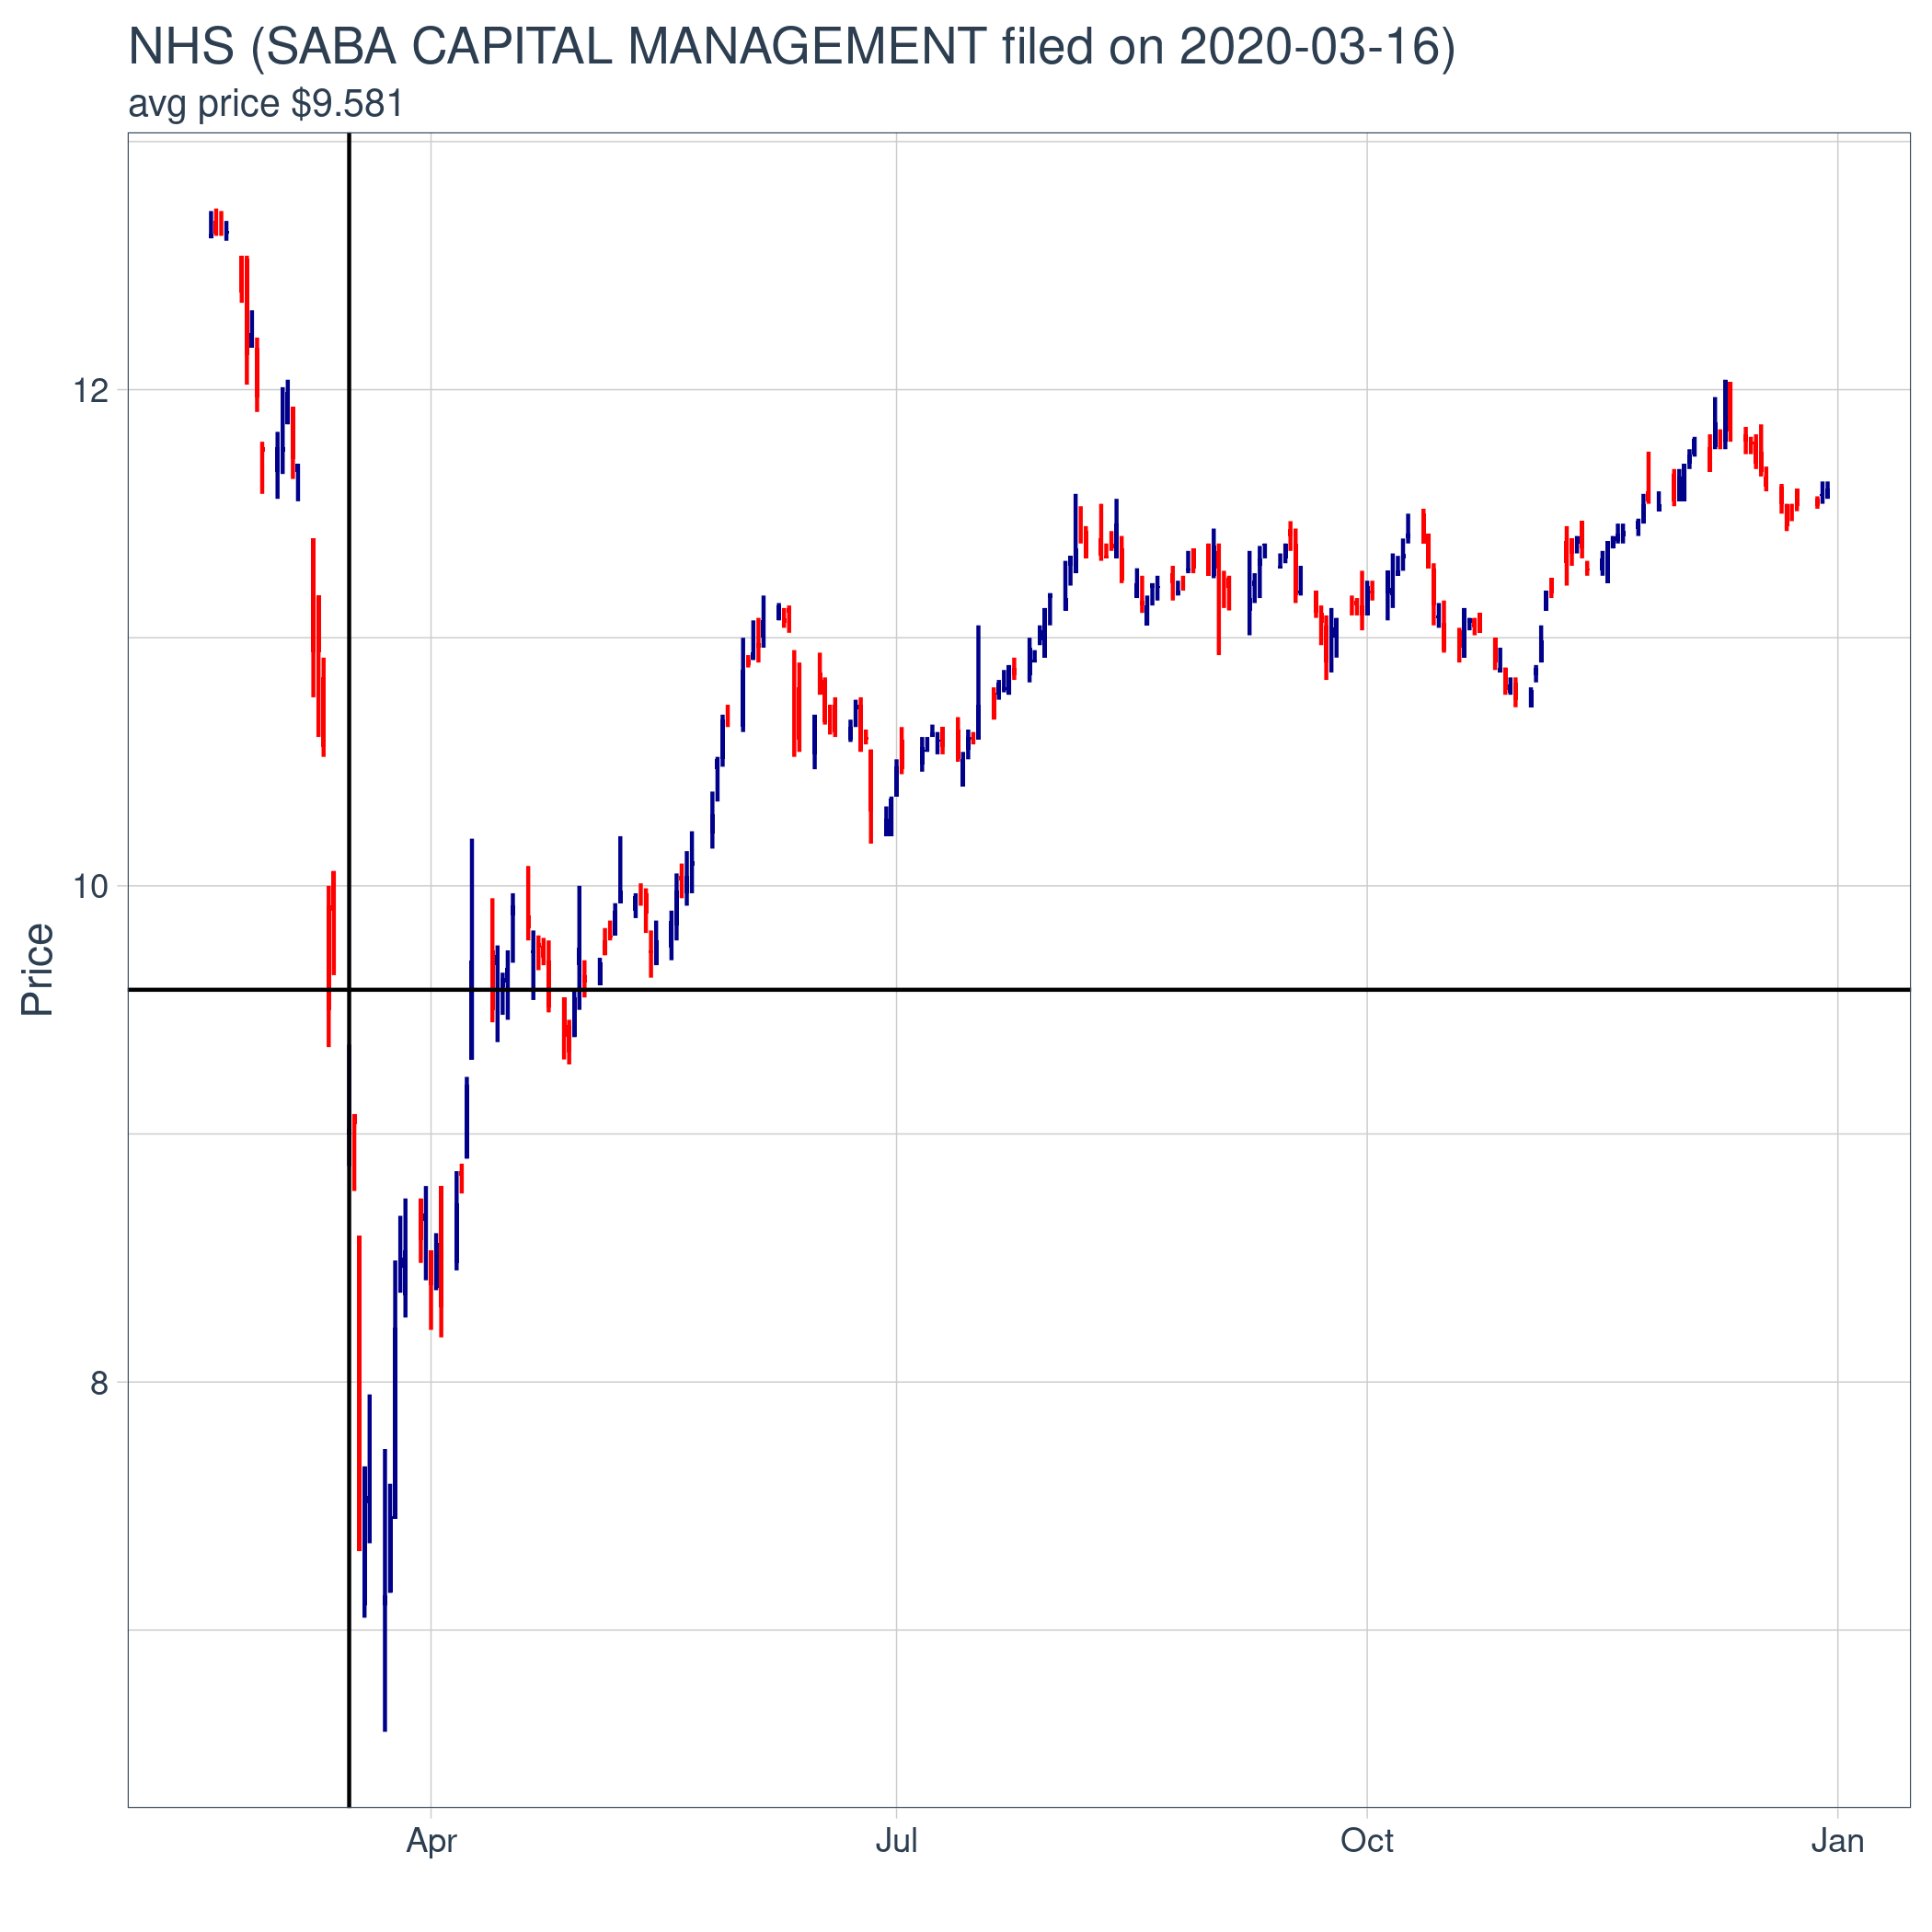 NHS (SABA CAPITAL MANAGEMENT filed on 2020-03-16)
avg price $9.581
12
10
8
Price
Apr Jul Oct Jan